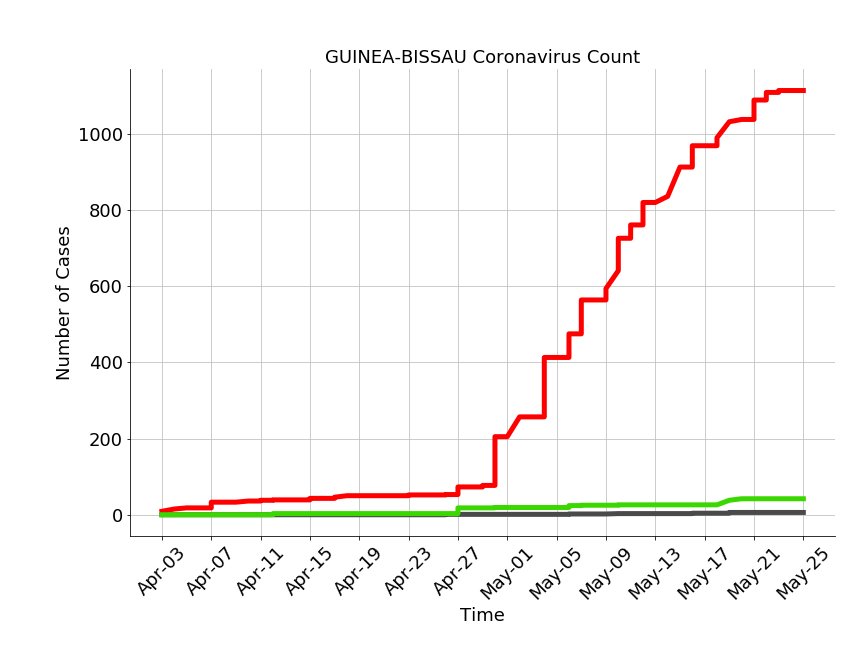 GUINEA-BISSAU Coronavirus Count
Number of Cases
1000
800
600
400
200
0
Apr-03
Apr-07
Apr-11
Apr-15
Apr-19
Apr-23
Apr-27
May-01
May-05
May-09
May-13
May-17
May-21
May-25
Time